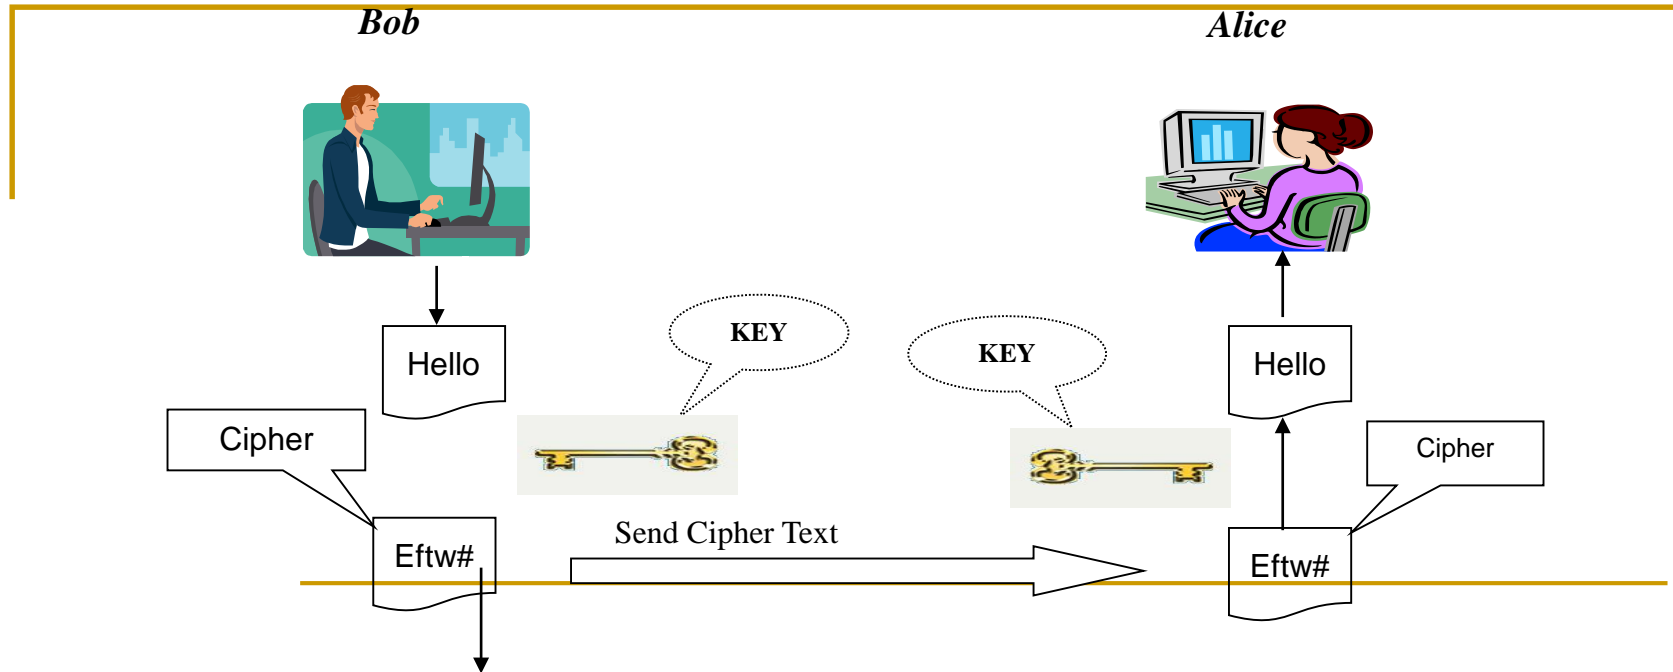 Bob
Alice
KEY
KEY
Hello
Hello
Cipher
Cipher
Send Cipher Text
Eftw#
Eftw#